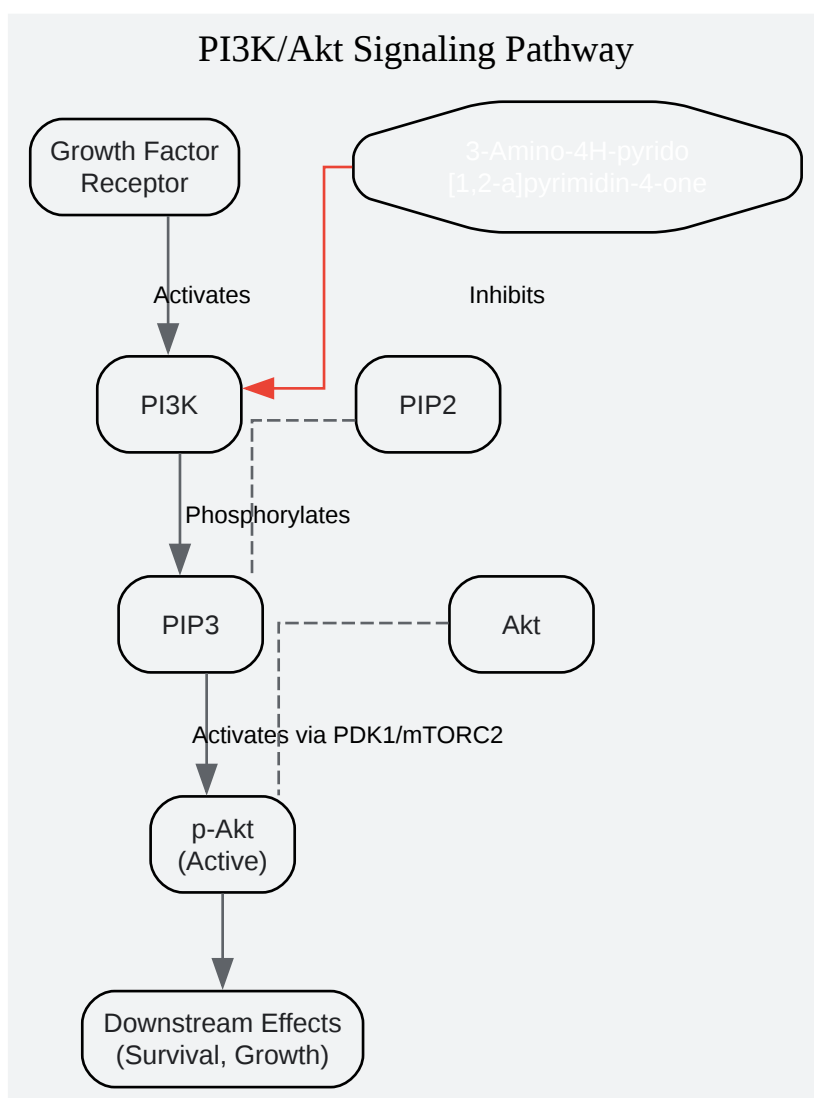 PI3K/Akt Signaling Pathway
Growth Factor
Receptor
3-Amino-4H-pyrido
[1,2-a]pyrimidin-4-one
Activates
Inhibits
PI3K
PIP2
Phosphorylates
PIP3
Akt
Activates via PDK1/mTORC2
p-Akt
(Active)
Downstream Effects
(Survival, Growth)